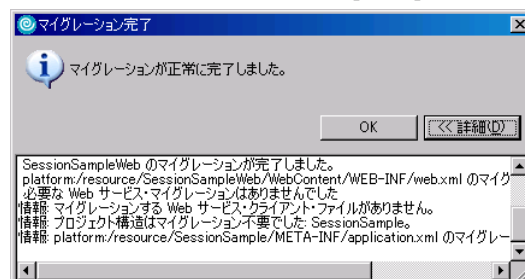 マイグレーション完了
マイグレーションが正常に完了しました。
OK
<<詳細(D)
SessionSampleWeb のマイグレーションが完了しました。
platform:/resource/SessionSampleWeb/WebContent/WEB-INF/web.xml のマイグ
必要な Web サービス・マイグレーションはありませんでした
情報: マイグレーションする Web サービス・クライアント・ファイルがありません。
情報: プロジェクト構造はマイグレーション不要でした: SessionSample。
情報: platform:/resource/SessionSample/META-INF/application.xml のマイグレー